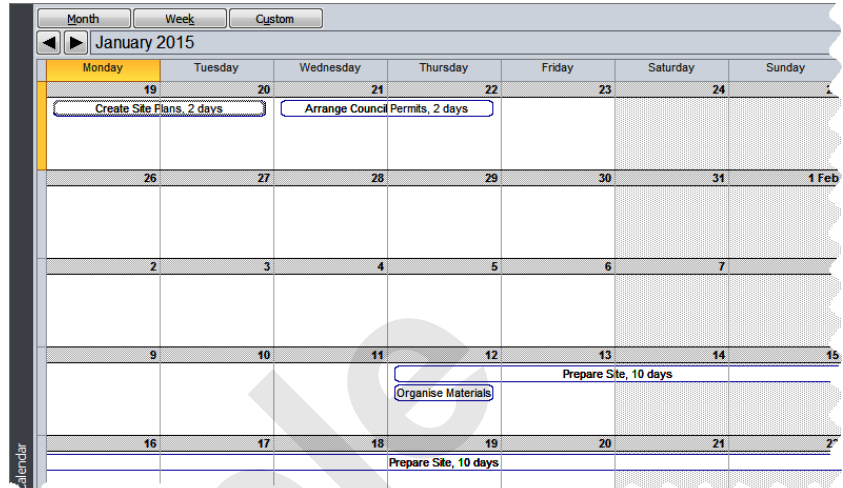 Month Week Custom
January 2015
Monday Tuesday Wednesday Thursday Friday Saturday Sunday
19 20 21 22 23 24
Create Site Plans, 2 days Arrange Council Permits, 2 days
26 27 28 29 30 31 1 Feb
2 3 4 5 6 7
9 10 11 12 13 14 15
Prepare Site, 10 days
Organise Materials
16 17 18 19 20 21
Prepare Site, 10 days